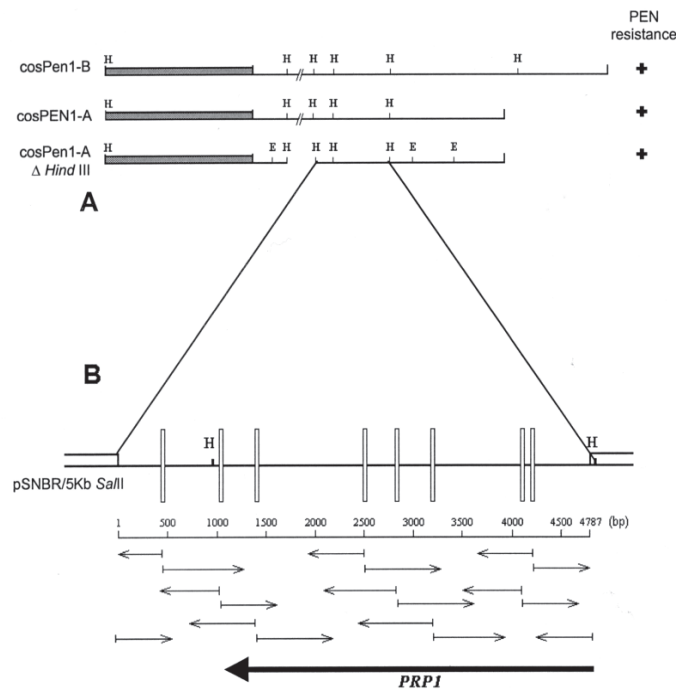 PEN
resistance
H H H H H H
cosPen1-B
H H H H H
cosPEN1-A
cosPen1-A H E H H H H E E
Δ Hind III
A
B
H H
pSNBR/5Kb SalII
1 500 1000 1500 2000 2500 3000 3500 4000 4500 4787 (bp)
PRP1